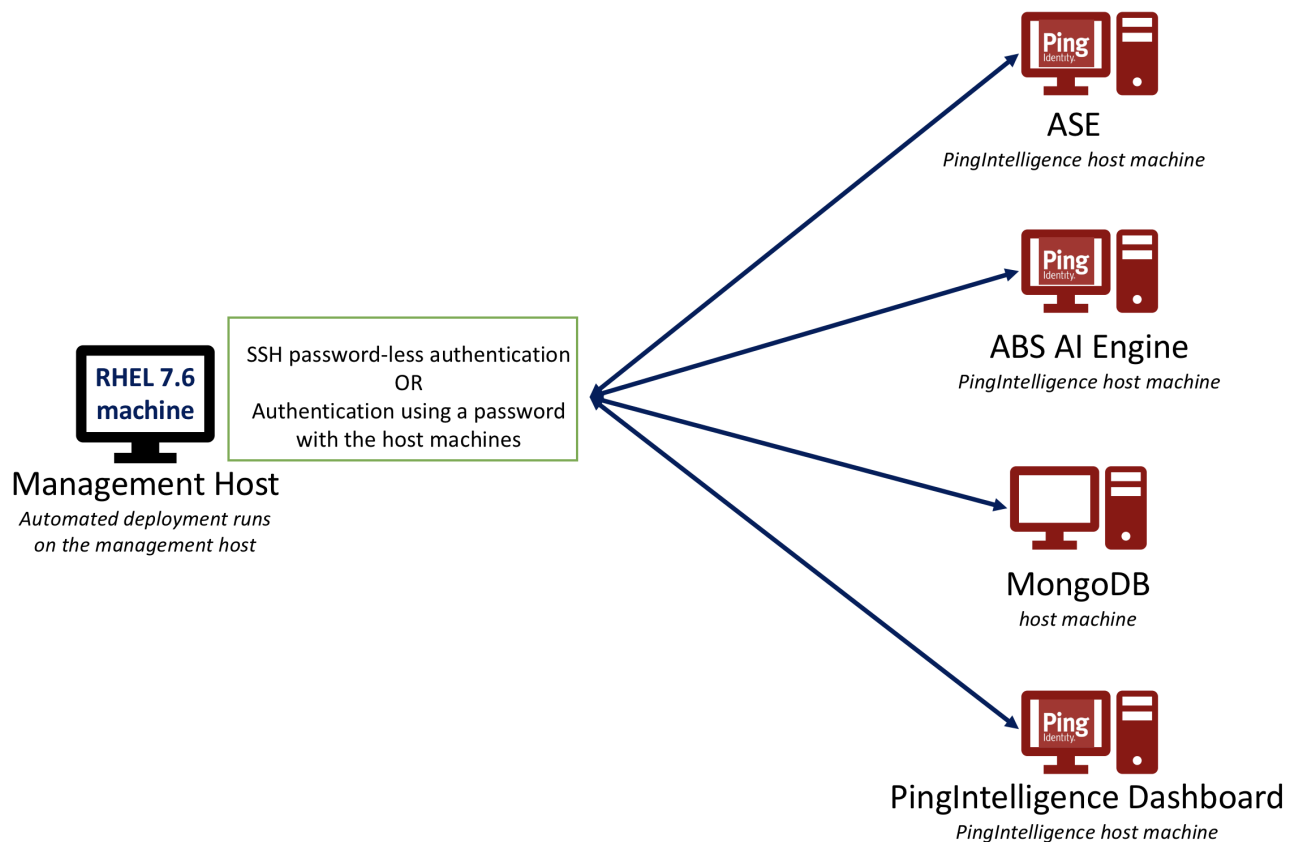 Ping
Identity.
ASE
PingIntelligence host machine
Ping
Identity.
ABS AI Engine
PingIntelligence host machine
RHEL 7.6
machine
Management Host
Automated deployment runs
on the management host
SSH password-less authentication
OR
Authentication using a password
with the host machines
MongoDB
host machine
Ping
Identity.
PingIntelligence Dashboard
PingIntelligence host machine